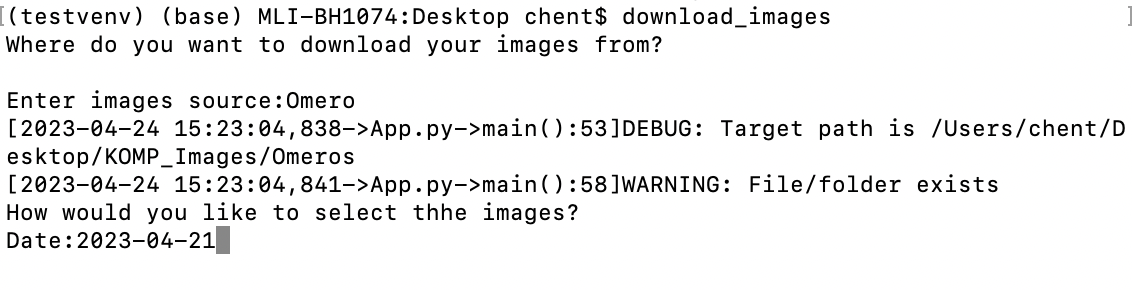 [(testvenv) (base) MLI-BH1074:Desktop chent$ download_images ]
Where do you want to download your images from?
Enter images source:Omero
[2023-04-24 15:23:04,838->App.py->main():53]DEBUG: Target path is /Users/chent/D
esktop/KOMP_Images/Omeros
[2023-04-24 15:23:04,841->App.py->main():58]WARNING: File/folder exists
How would you like to select thhe images?
Date:2023-04-21